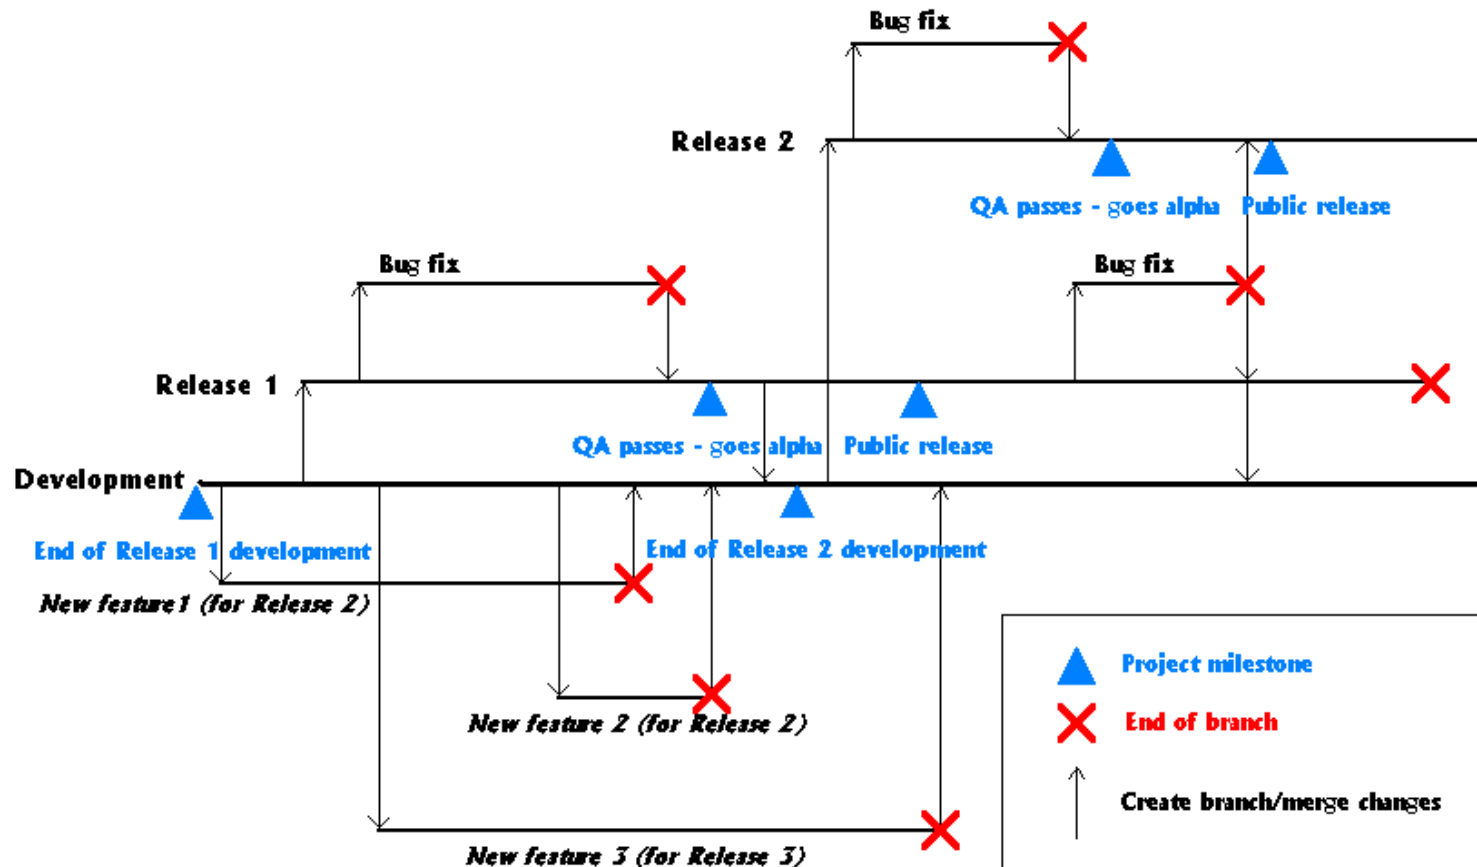 Bug fix
Release 2
QA passes - goes alpha
Public release
Bug fix
Bug fix
Release 1
QA passes - goes alpha
Public release
Development
End of Release 1 development
End of Release 2 development
New feature1 (for Release 2)
New feature 2 (for Release 2)
New feature 3 (for Release 3)
Project milestone
End of branch
Create branch/merge changes